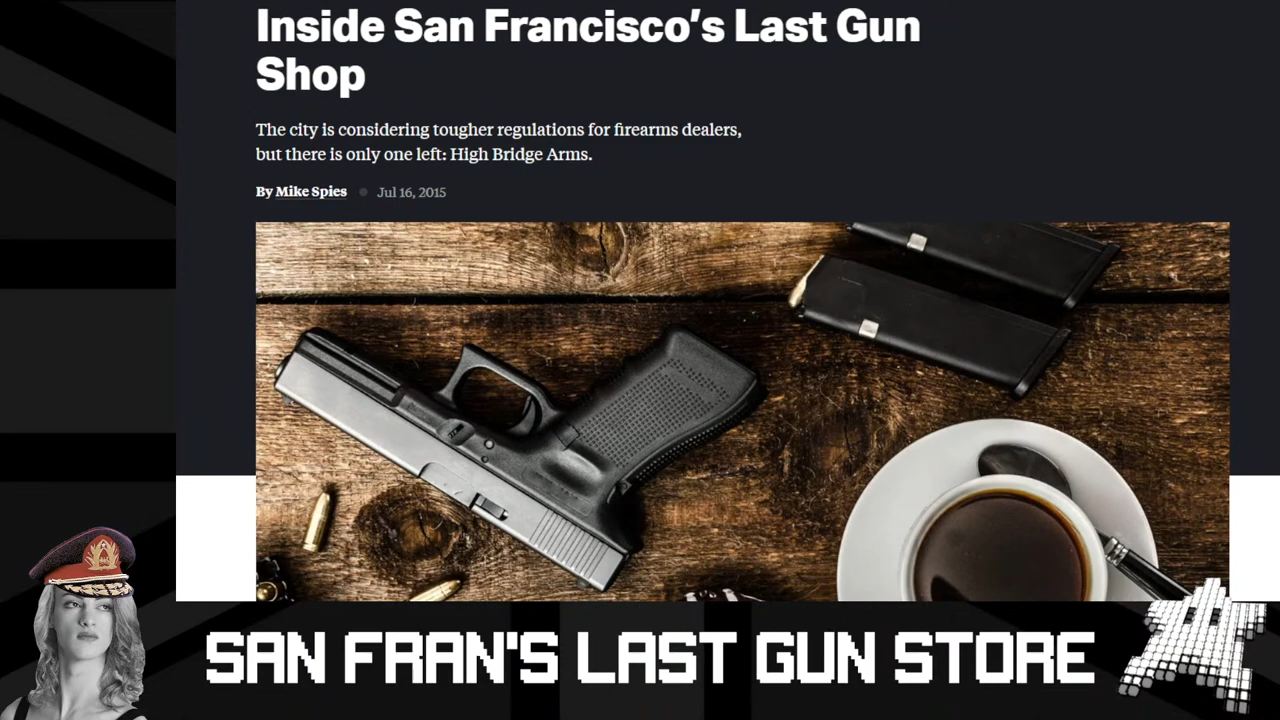 Inside San Francisco’s Last Gun
Shop
The city is considering tougher regulations for firearms dealers,
but there is only one left: High Bridge Arms.
By Mike Spies • Jul 16, 2015
SAN FRAN'S LAST GUN STORE